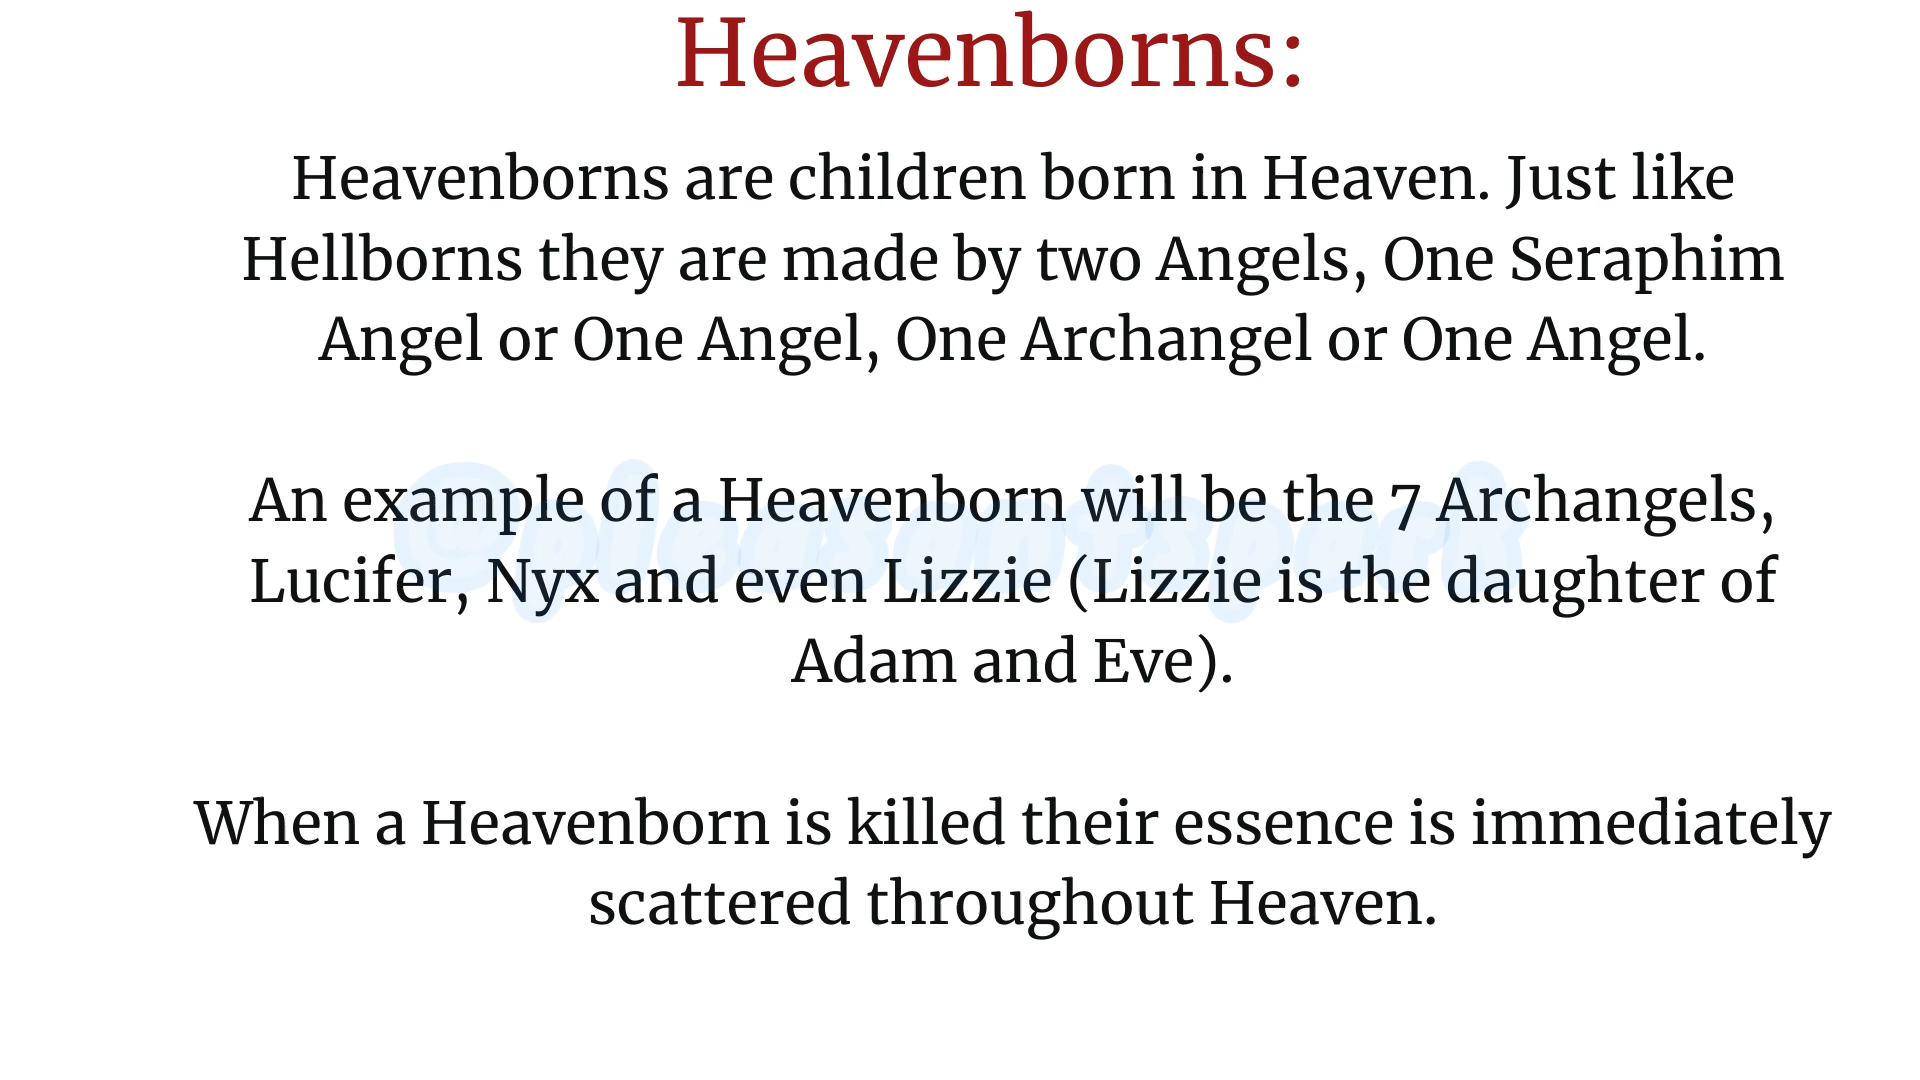 Heavenborns:
Heavenborns are children born in Heaven. Just like
Hellborns they are made by two Angels, One Seraphim
Angel or One Angel, One Archangel or One Angel.
An example of a Heavenborn will be the 7 Archangels,
@pleasantspark
Lucifer, Nyx and even Lizzie (Lizzie is the daughter of
Adam and Eve).
When a Heavenborn is killed their essence is immediately
scattered throughout Heaven.